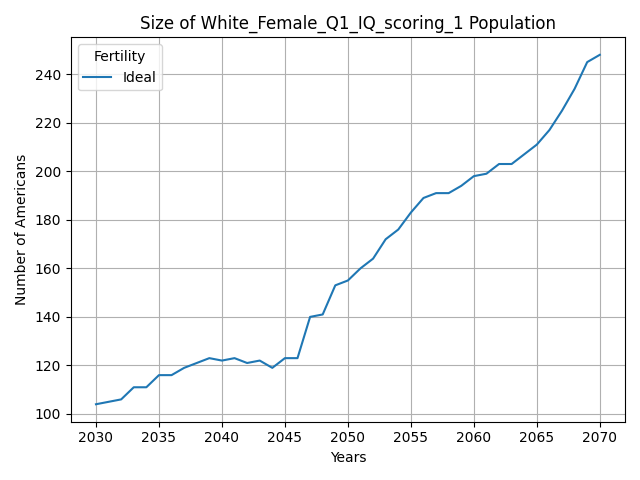 Size of White_Female_Q1_IQ_scoring_1 Population
Fertility
Ideal
Number of Americans
240
220
200
180
160
140
120
100
2030 2035 2040 2045 2050 2055 2060 2065 2070
Years